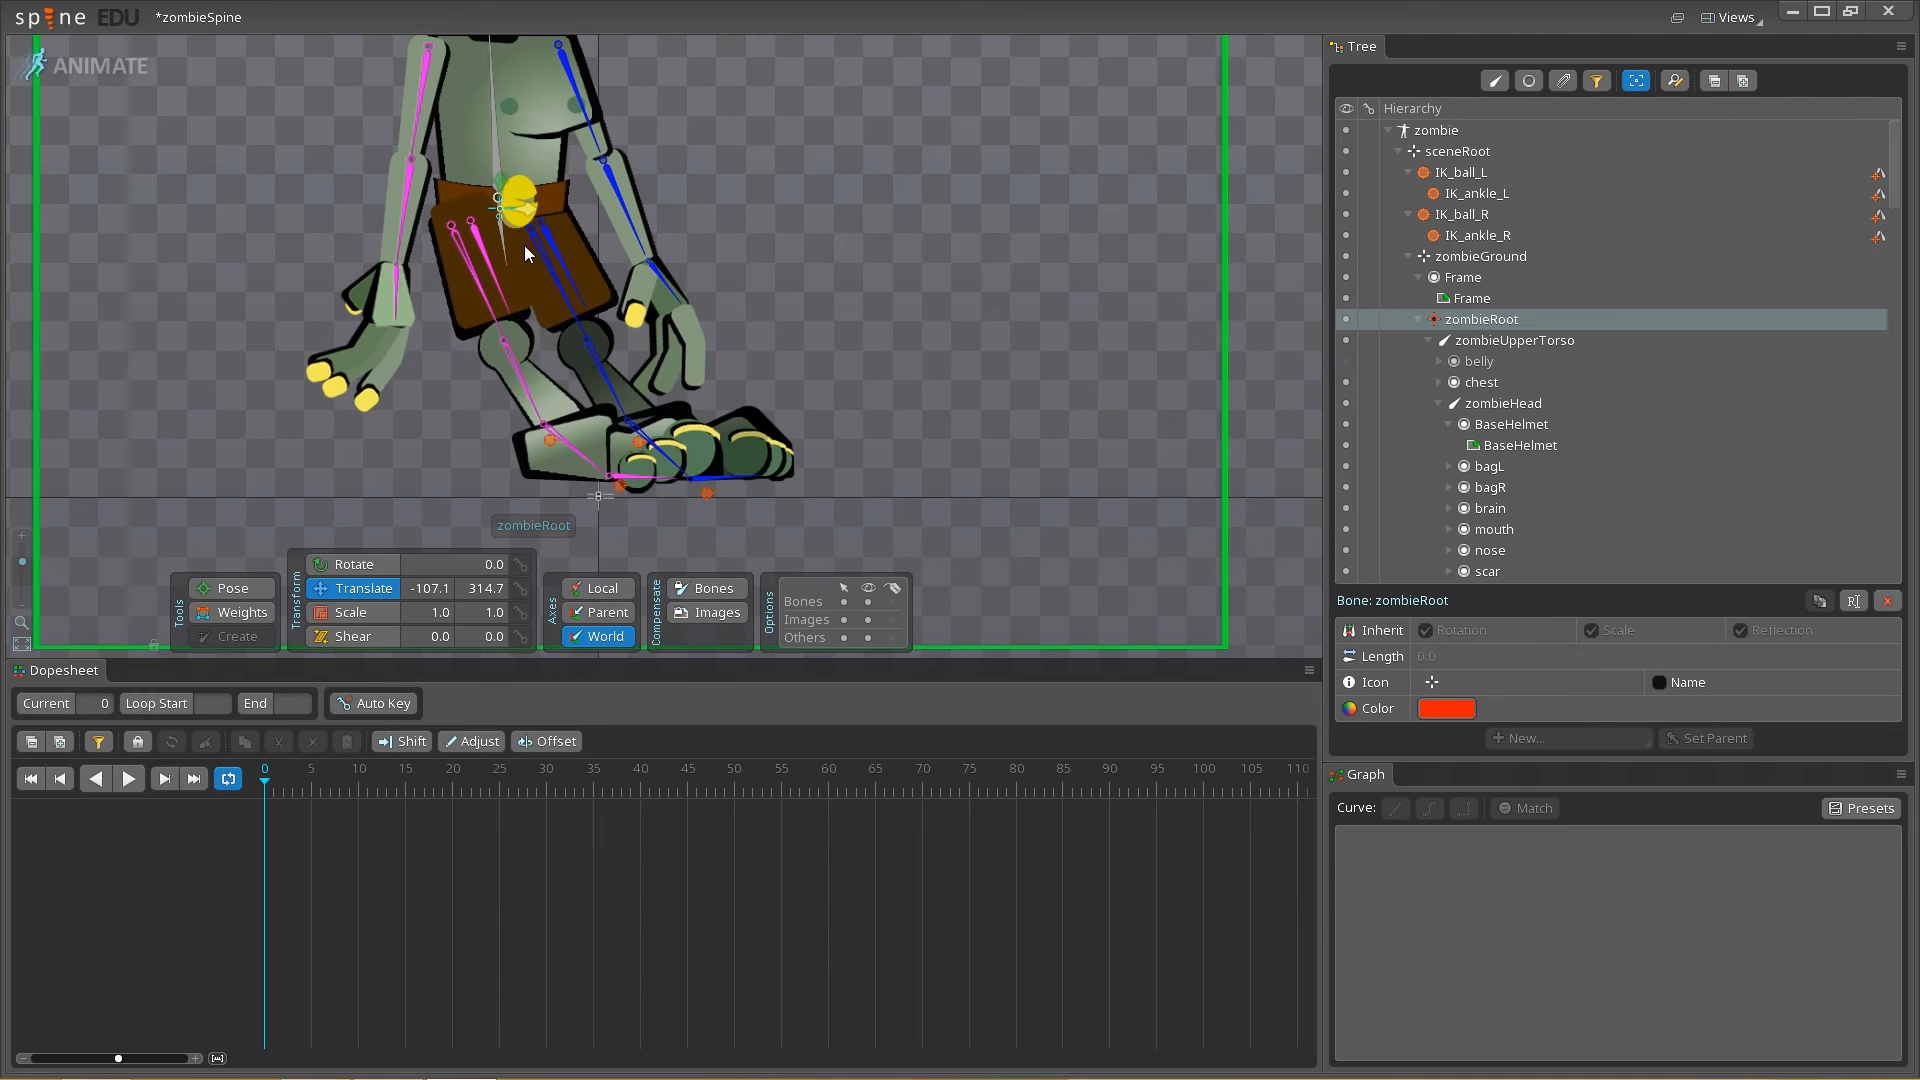 spine EDU *zombieSpine
Views
ANIMATE
zombieRoot
Tools
Pose
Weights
Create
Transform
Rotate 0.0
Translate -107.1 314.7
Scale 1.0 1.0
Shear 0.0 0.0
Axes
Local
Parent
World
Compensate
Bones
Images
Options
Bones
Images
Others
Tree
Hierarchy
zombie
sceneRoot
IK_ball_L
IK_ankle_L
IK_ball_R
IK_ankle_R
zombieGround
Frame
Frame
zombieRoot
zombieUpperTorso
belly
chest
zombieHead
BaseHelmet
BaseHelmet
bagL
bagR
brain
mouth
nose
scar
Bone: zombieRoot
Inherit Rotation Scale Reflection
Length 0.0
Icon Name
Color
New... Set Parent
Dopesheet
Current 0 Loop Start End Auto Key
Shift Adjust Offset
0 5 10 15 20 25 30 35 40 45 50 55 60 65 70 75 80 85 90 95 100 105 110
Graph
Curve: Match Presets